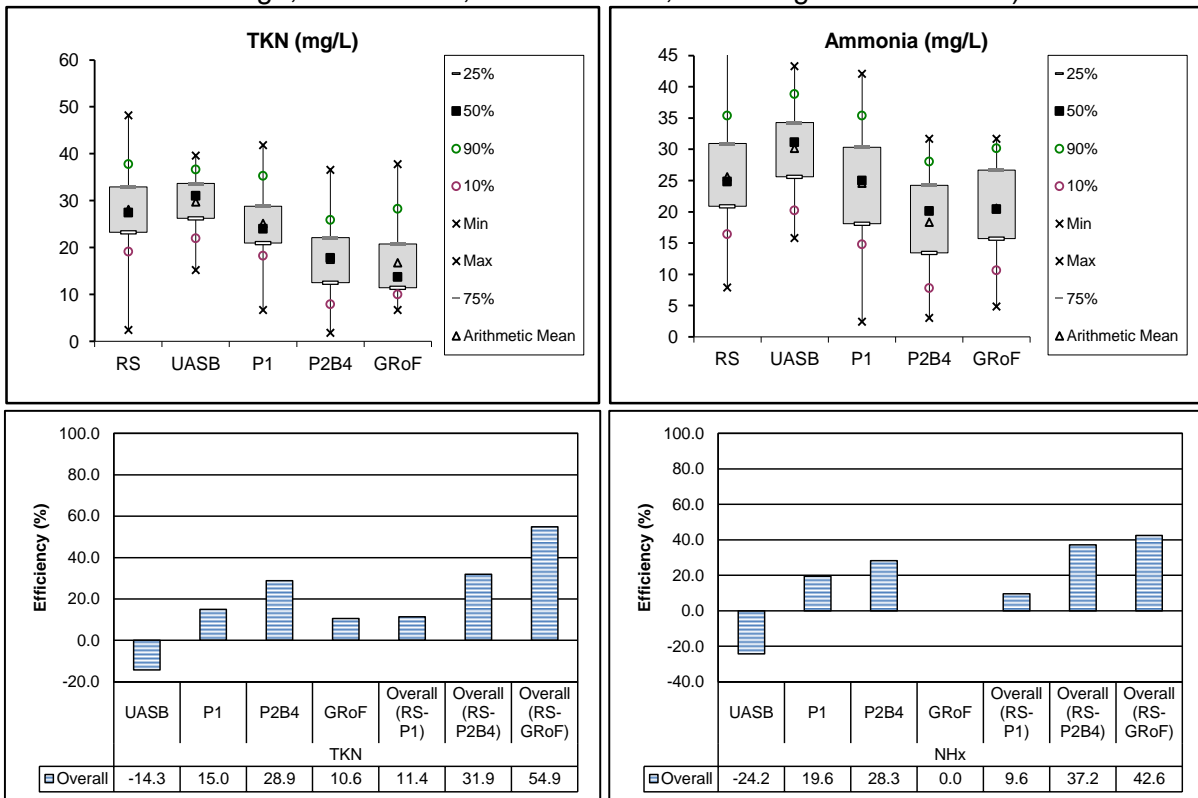 TKN (mg/L)
60
50
40
30
20
10
0
RS UASB P1 P2B4 GRoF
25%
50%
90%
10%
Min
Max
75%
Arithmetic Mean
Ammonia (mg/L)
45
40
35
30
25
20
15
10
5
0
RS UASB P1 P2B4 GRoF
25%
50%
90%
10%
Min
Max
75%
Arithmetic Mean
Efficiency (%)
100.0
80.0
60.0
40.0
20.0
0.0
-20.0
UASB P1 P2B4 GRoF Overall (RS-P1) Overall (RS-P2B4) Overall (RS-GRoF)
TKN
Overall -14.3 15.0 28.9 10.6 11.4 31.9 54.9
Efficiency (%)
100.0
80.0
60.0
40.0
20.0
0.0
-20.0
-40.0
UASB P1 P2B4 GRoF Overall (RS-P1) Overall (RS-P2B4) Overall (RS-GRoF)
NHx
Overall -24.2 19.6 28.3 0.0 9.6 37.2 42.6